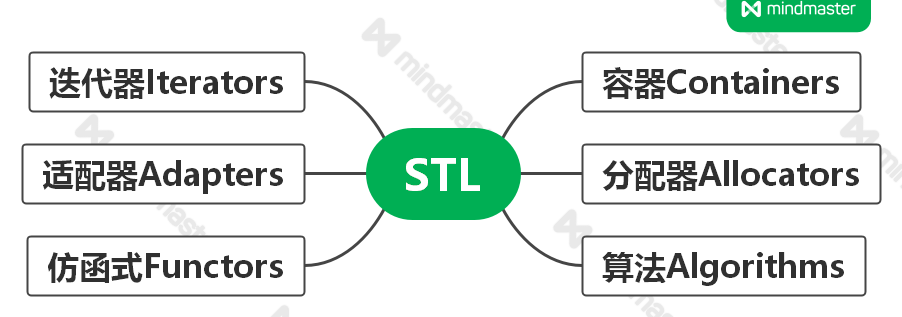 mindmaster
迭代器Iterators
适配器Adapters
仿函式Functors
STL
容器Containers
分配器Allocators
算法Algorithms